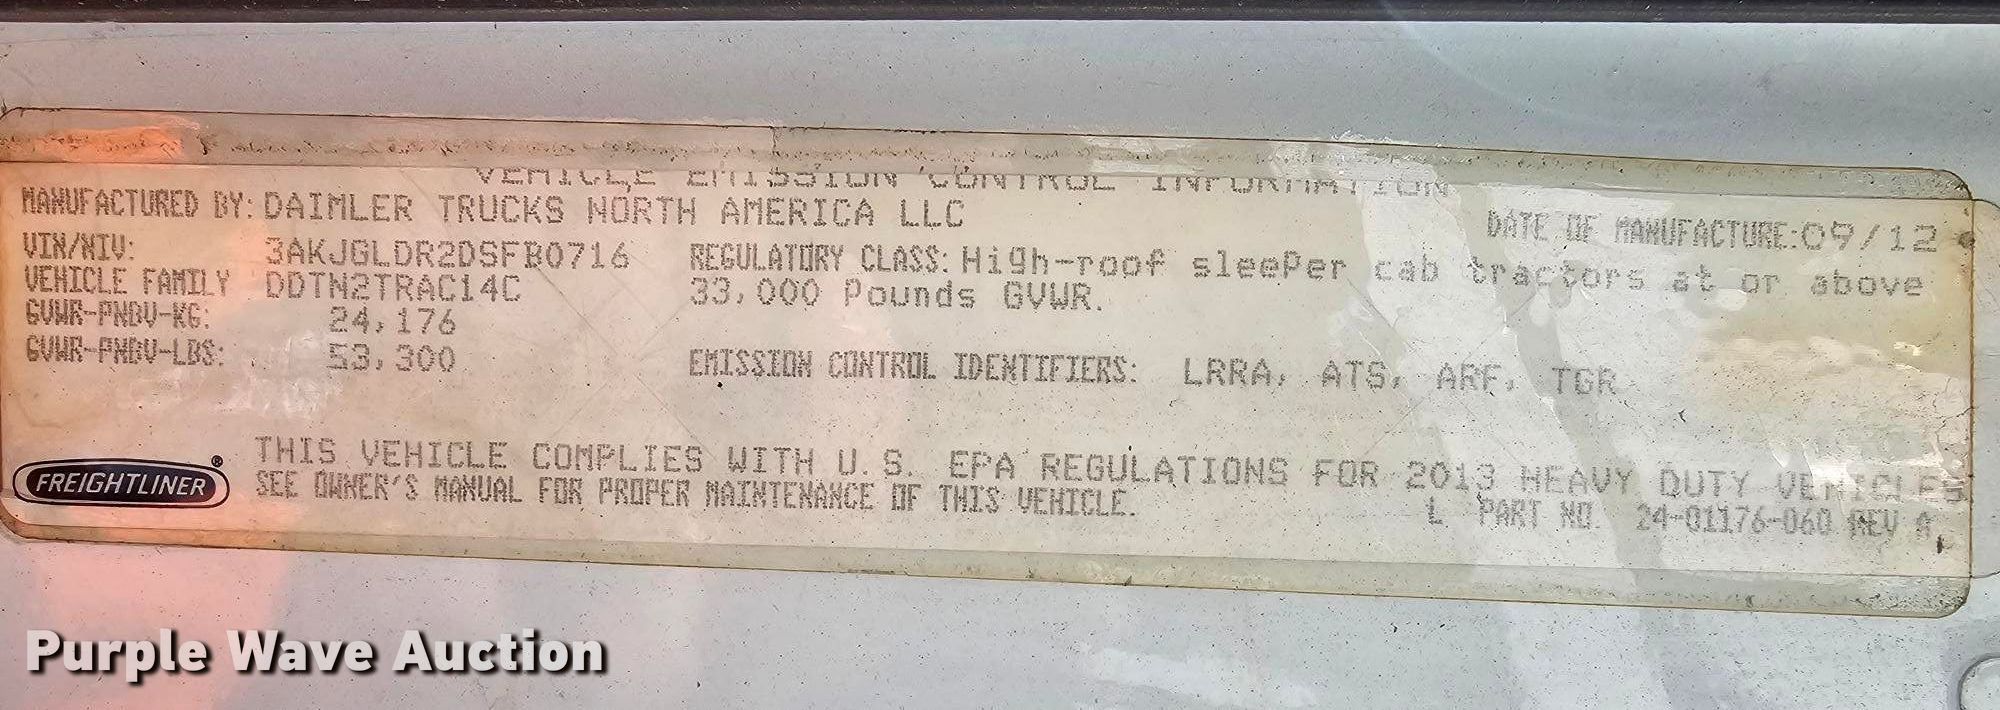 VEHICLE EMISSION CONTROL INFORMATION
MANUFACTURED BY: DAIMLER TRUCKS NORTH AMERICA LLC
DATE OF MANUFACTURE: 09/12
VIN/NIV: 3AKJGLDR2DSFB0716
REGULATORY CLASS: High-roof sleeper cab tractors at or above
VEHICLE FAMILY DDTN2TRAC14C
33,000 Pounds GVWR.
GVWR-PNBV-KG: 24,176
GVWR-PNBV-LBS: 53,300
EMISSION CONTROL IDENTIFIERS: LRRA, ATS, ARF, TGR
FREIGHTLINER®
THIS VEHICLE COMPLIES WITH U.S. EPA REGULATIONS FOR 2013 HEAVY DUTY VEHICLES
SEE OWNER'S MANUAL FOR PROPER MAINTENANCE OF THIS VEHICLE.
L PART NO. 24-01176-060 REV A
Purple Wave Auction